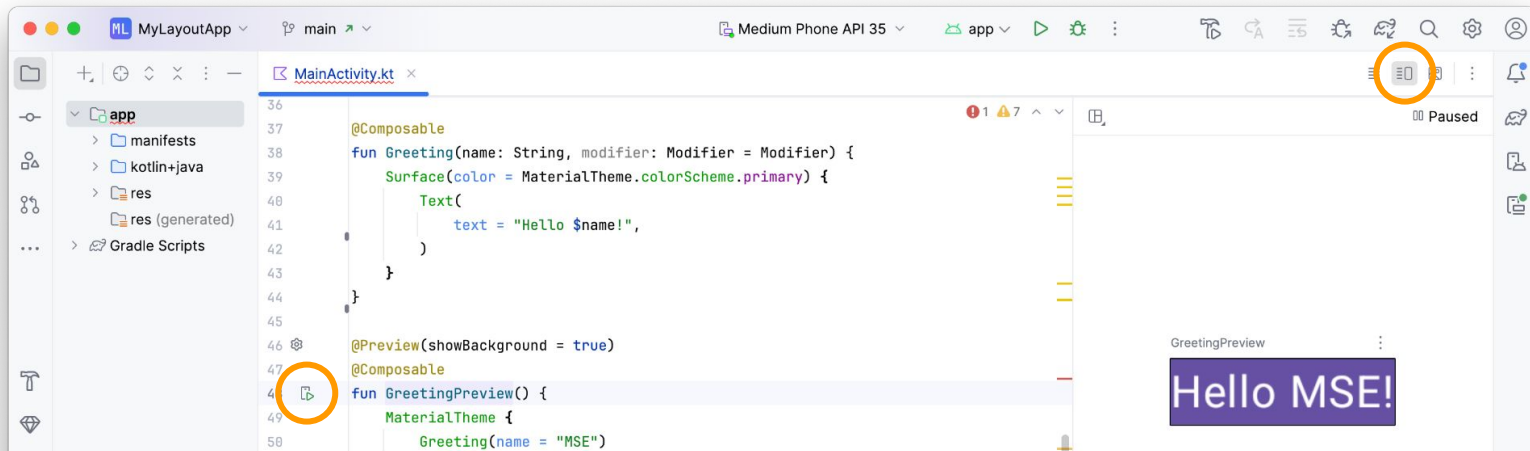 ML MyLayoutApp main Medium Phone API 35 app
MainActivity.kt
app
manifests
kotlin+java
res
res (generated)
Gradle Scripts
1 7
36
37 @Composable
38 fun Greeting(name: String, modifier: Modifier = Modifier) {
39 Surface(color = MaterialTheme.colorScheme.primary) {
40 Text(
41 text = "Hello $name!",
42 )
43 }
44 }
45
46 @Preview(showBackground = true)
47 @Composable
fun GreetingPreview() {
49 MaterialTheme {
50 Greeting(name = "MSE")
Paused
GreetingPreview
Hello MSE!